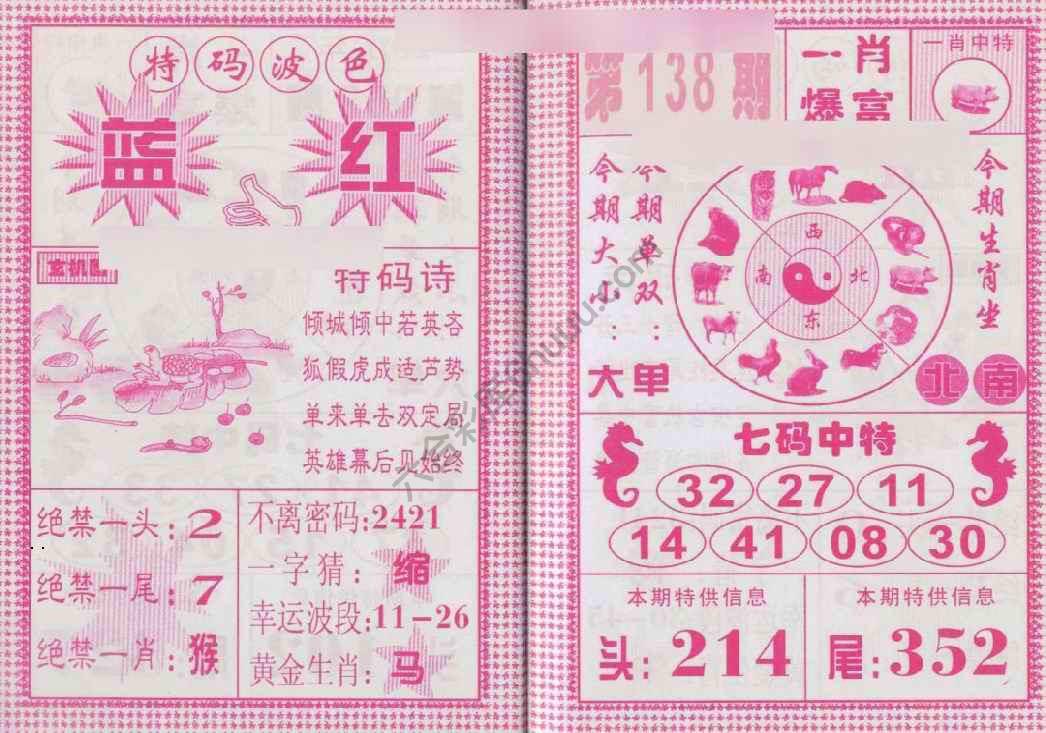 特码波色
蓝 红
玄机图
特码诗
倾城倾中若英吝
狐假虎成适芦势
单来单去双定局
英雄幕后见始终
绝禁一头:2
绝禁一尾:7
绝禁一肖:猴
不离密码:2421
一字猜:缩
幸运波段:11-26
黄金生肖:马
第138期
一肖
爆富
一肖中特
今期大小:
今期单双:
大单
西
南 北
东
今期生肖坐
北南
七码中特
32 27 11
14 41 08 30
本期特供信息
头:214
本期特供信息
尾:352